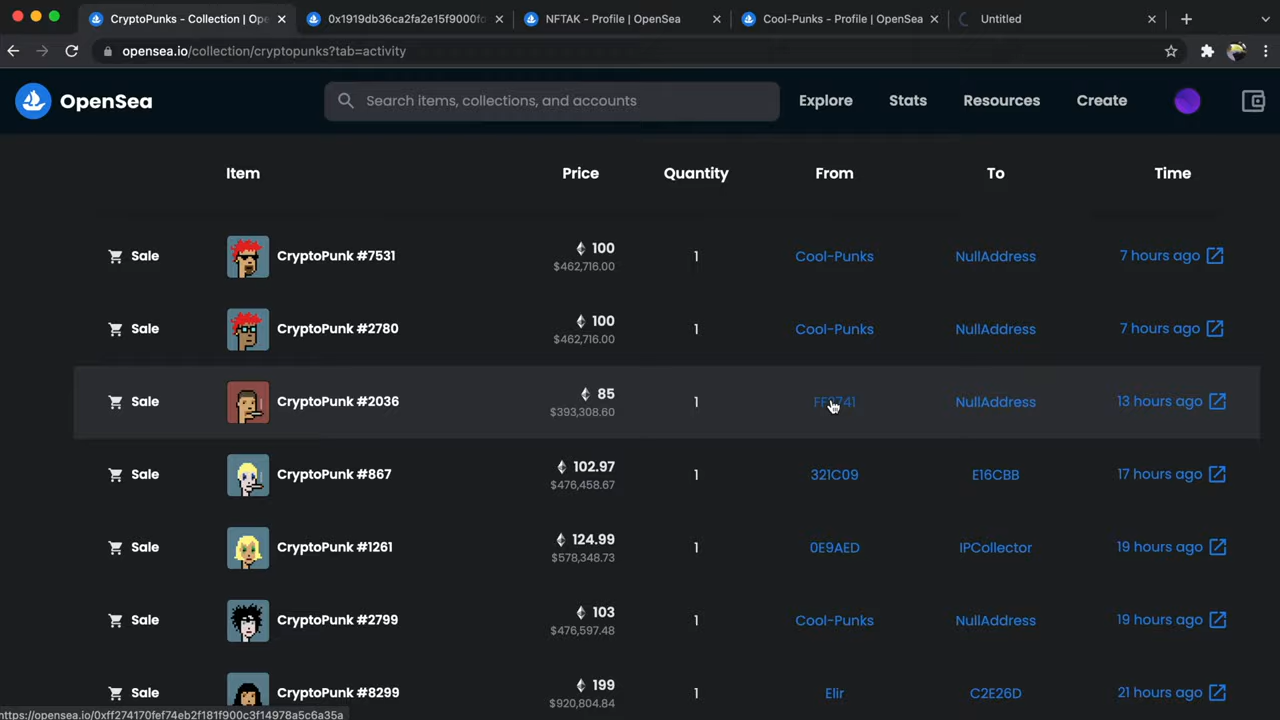 CryptoPunks - Collection | Op
0x1919db36ca2fa2e15f9000fo
NFTAK - Profile | OpenSea
Cool-Punks - Profile | OpenSea
Untitled
opensea.io/collection/cryptopunks?tab=activity
OpenSea
Search items, collections, and accounts
Explore
Stats
Resources
Create
Item Price Quantity From To Time
Sale CryptoPunk #7531 100 1 Cool-Punks NullAddress 7 hours ago
$462,716.00
Sale CryptoPunk #2780 100 1 Cool-Punks NullAddress 7 hours ago
$462,716.00
Sale CryptoPunk #2036 85 1 NullAddress 13 hours ago
$393,308.60
Sale CryptoPunk #867 102.97 1 321C09 E16CBB 17 hours ago
$476,458.67
Sale CryptoPunk #1261 124.99 1 0E9AED IPCollector 19 hours ago
$578,348.73
Sale CryptoPunk #2799 103 1 Cool-Punks NullAddress 19 hours ago
$476,597.48
Sale CryptoPunk #8299 199 1 Elir C2E26D 21 hours ago
$920,804.84
https://opensea.io/0xff274170fef74eb2f181f900c3f14978a5c6a35a